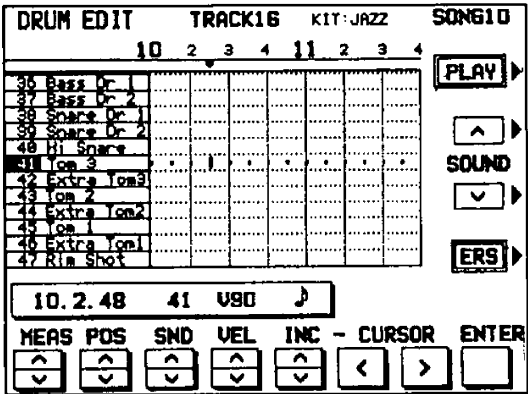 DRUM EDIT TRACK16 KIT:JAZZ SONG10
10 2 3 4 11 2 3 4
PLAY
36 Bass Dr 1
37 Bass Dr 2
38 Snare Dr 1
39 Snare Dr 2
40 Hi Snare
41 Tom 3
42 Extra Tom3
43 Tom 2
44 Extra Tom2
45 Tom 1
46 Extra Tom1
47 Rim Shot
SOUND
ERS
10.2.48 41 V90
MEAS POS SND VEL INC - CURSOR ENTER